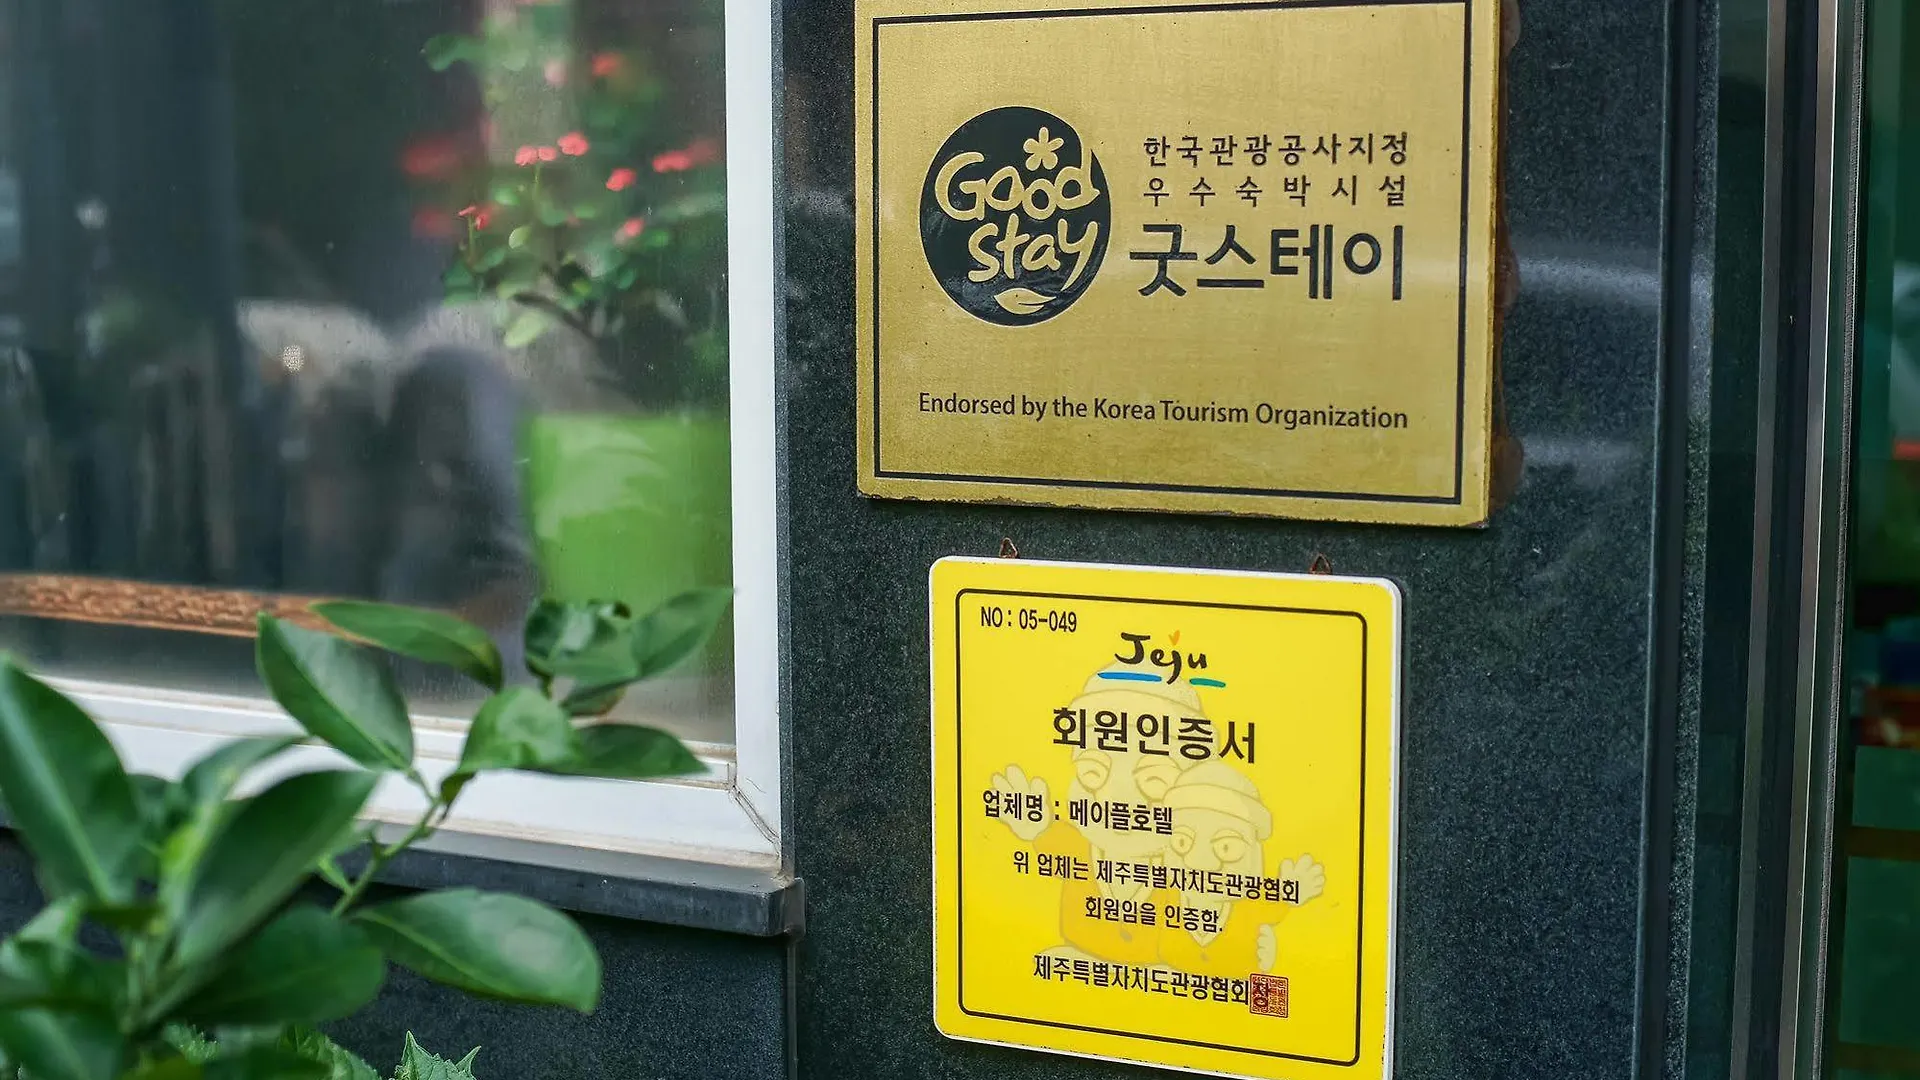 Good
stay
한국관광공사지정
우수숙박시설
굿스테이
Endorsed by the Korea Tourism Organization
NO : 05-049
Jeju
회원인증서
업체명 : 메이플호텔
위 업체는 제주특별자치도관광협회
회원임을 인증함.
제주특별자치도관광협회